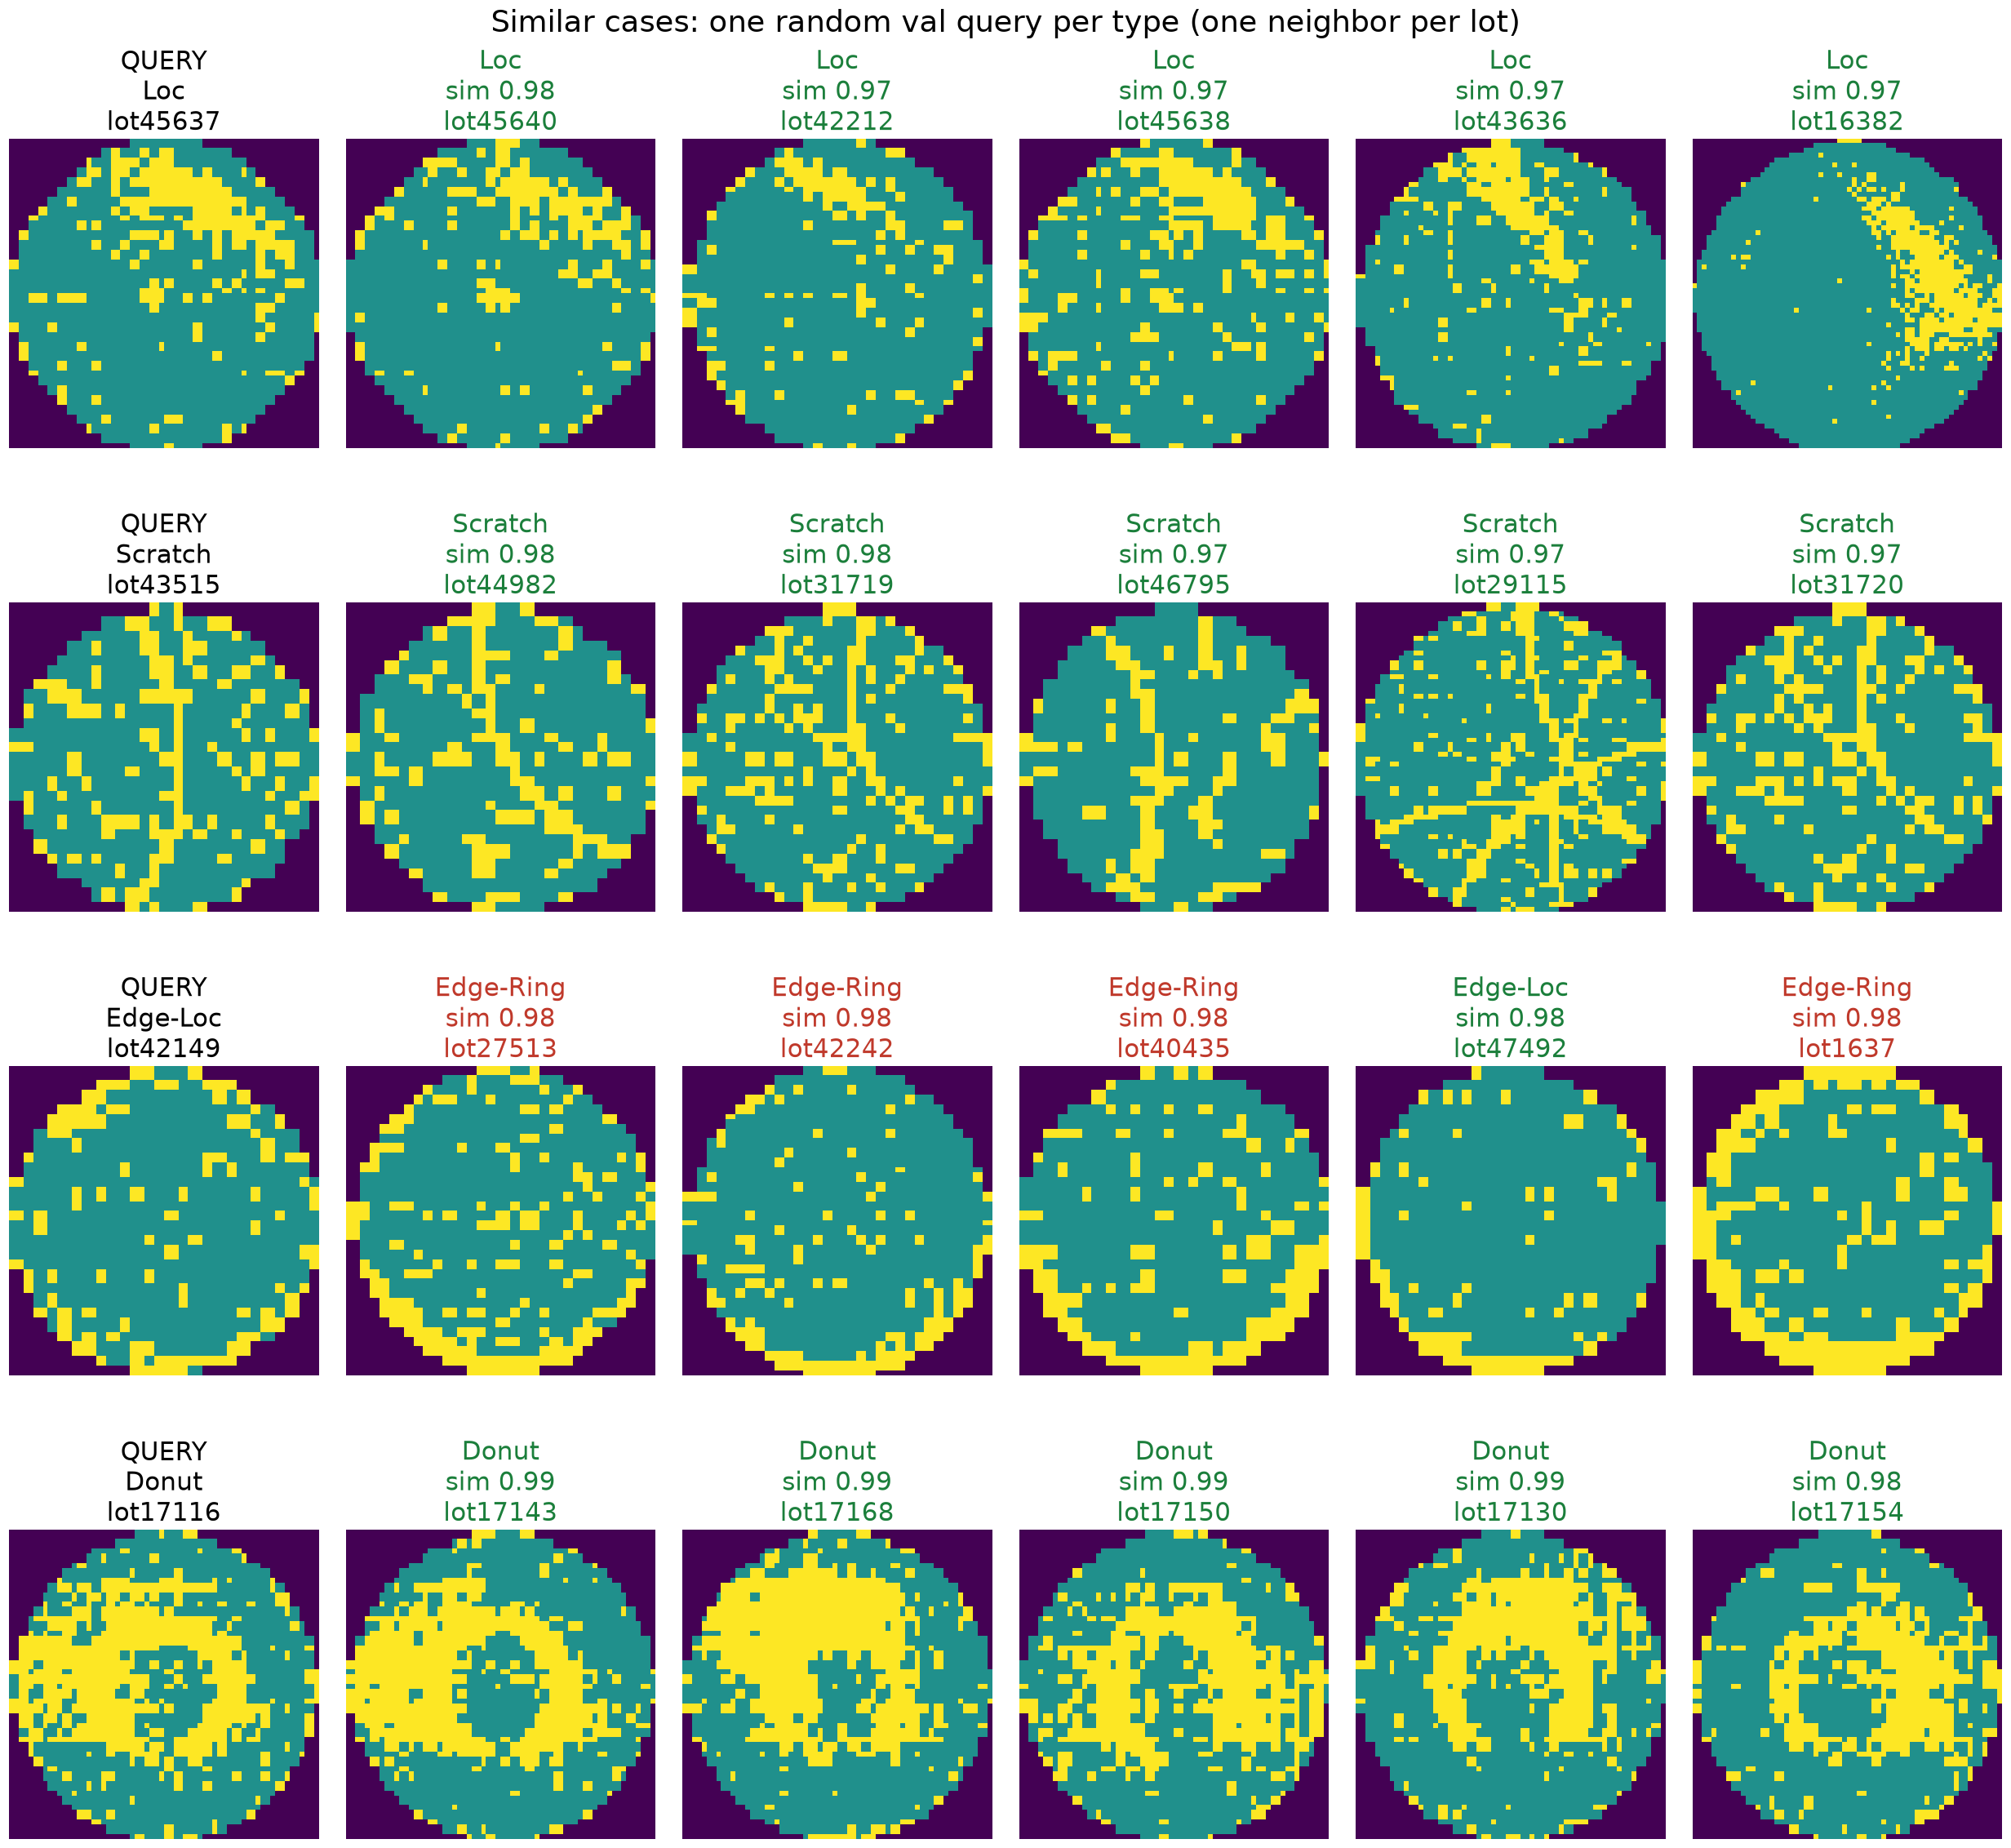 Similar cases: one random val query per type (one neighbor per lot)
QUERY
Loc
lot45637
Loc
sim 0.98
lot45640
Loc
sim 0.97
lot42212
Loc
sim 0.97
lot45638
Loc
sim 0.97
lot43636
Loc
sim 0.97
lot16382
QUERY
Scratch
lot43515
Scratch
sim 0.98
lot44982
Scratch
sim 0.98
lot31719
Scratch
sim 0.97
lot46795
Scratch
sim 0.97
lot29115
Scratch
sim 0.97
lot31720
QUERY
Edge-Loc
lot42149
Edge-Ring
sim 0.98
lot27513
Edge-Ring
sim 0.98
lot42242
Edge-Ring
sim 0.98
lot40435
Edge-Loc
sim 0.98
lot47492
Edge-Ring
sim 0.98
lot1637
QUERY
Donut
lot17116
Donut
sim 0.99
lot17143
Donut
sim 0.99
lot17168
Donut
sim 0.99
lot17150
Donut
sim 0.99
lot17130
Donut
sim 0.98
lot17154